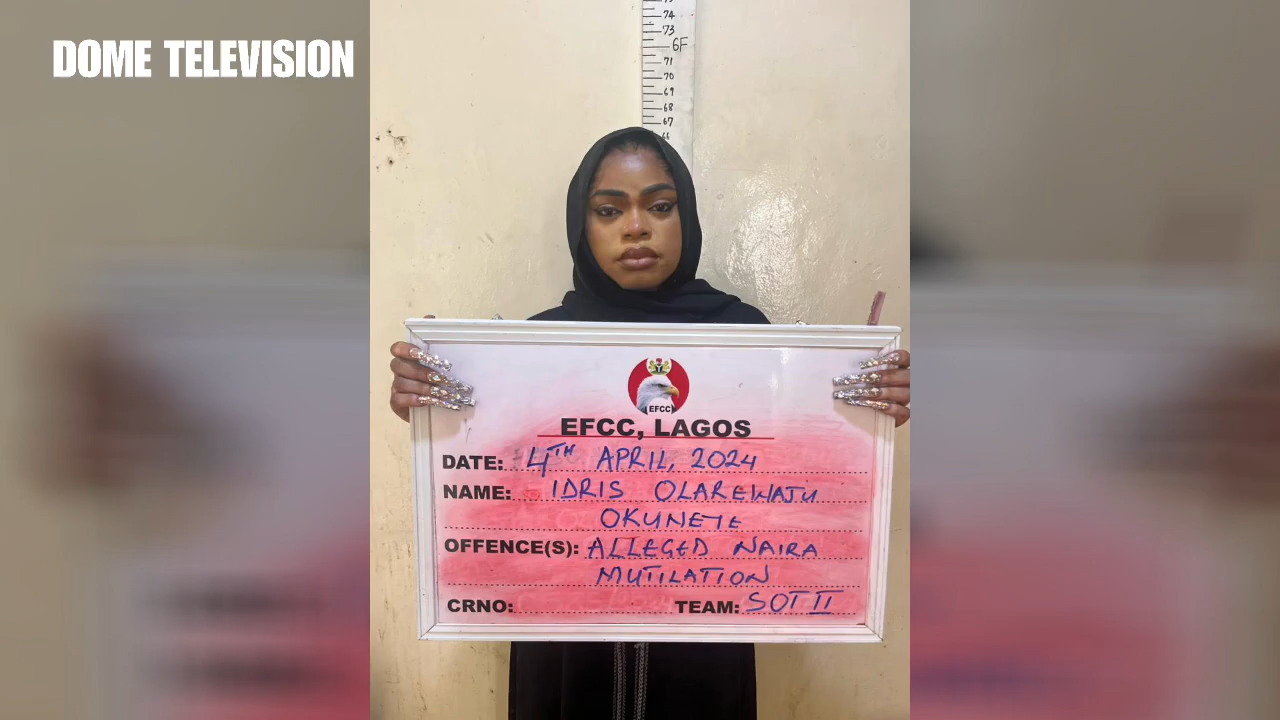 DOME TELEVISION
74
73
6F
71
70
69
68
67
66
EFCC
EFCC, LAGOS
DATE: 4TH APRIL, 2024
NAME: IDRIS OLAREWAJU
OKUNEYE
OFFENCE(S): ALLEGED NAIRA
MUTILATION
CRNO: TEAM: SOT II